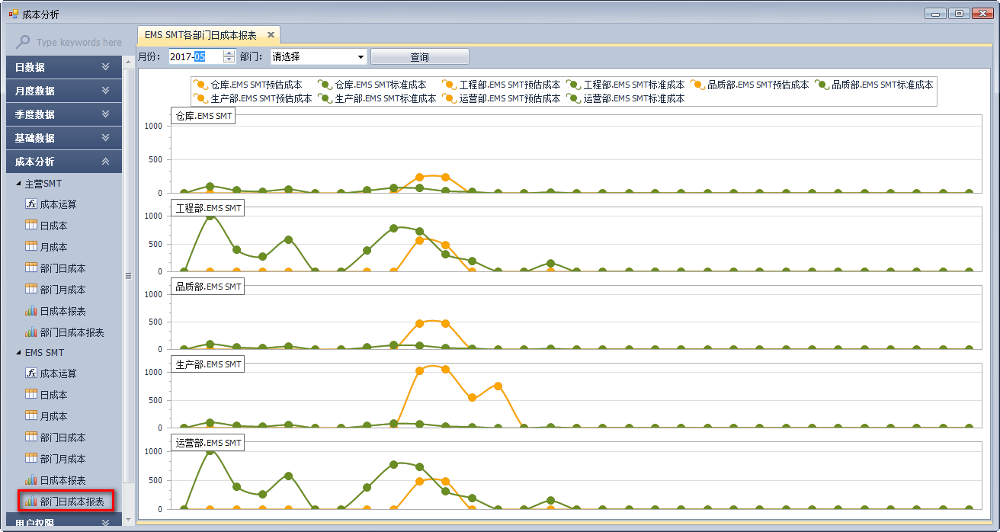 成本分析
Type keywords here
日数据
月度数据
季度数据
基础数据
成本分析
主营SMT
成本运算
日成本
月成本
部门日成本
部门月成本
日成本报表
部门日成本报表
EMS SMT
成本运算
日成本
月成本
部门日成本
部门月成本
日成本报表
部门日成本报表
用户权限
EMS SMT各部门日成本报表
月份: 2017-05 部门: 请选择 查询
仓库.EMS SMT预估成本 仓库.EMS SMT标准成本 工程部.EMS SMT预估成本 工程部.EMS SMT标准成本 品质部.EMS SMT预估成本 品质部.EMS SMT标准成本
生产部.EMS SMT预估成本 生产部.EMS SMT标准成本 运营部.EMS SMT预估成本 运营部.EMS SMT标准成本
仓库.EMS SMT
1000
500
0
工程部.EMS SMT
1000
500
0
品质部.EMS SMT
1000
500
0
生产部.EMS SMT
1000
500
0
运营部.EMS SMT
1000
500
0